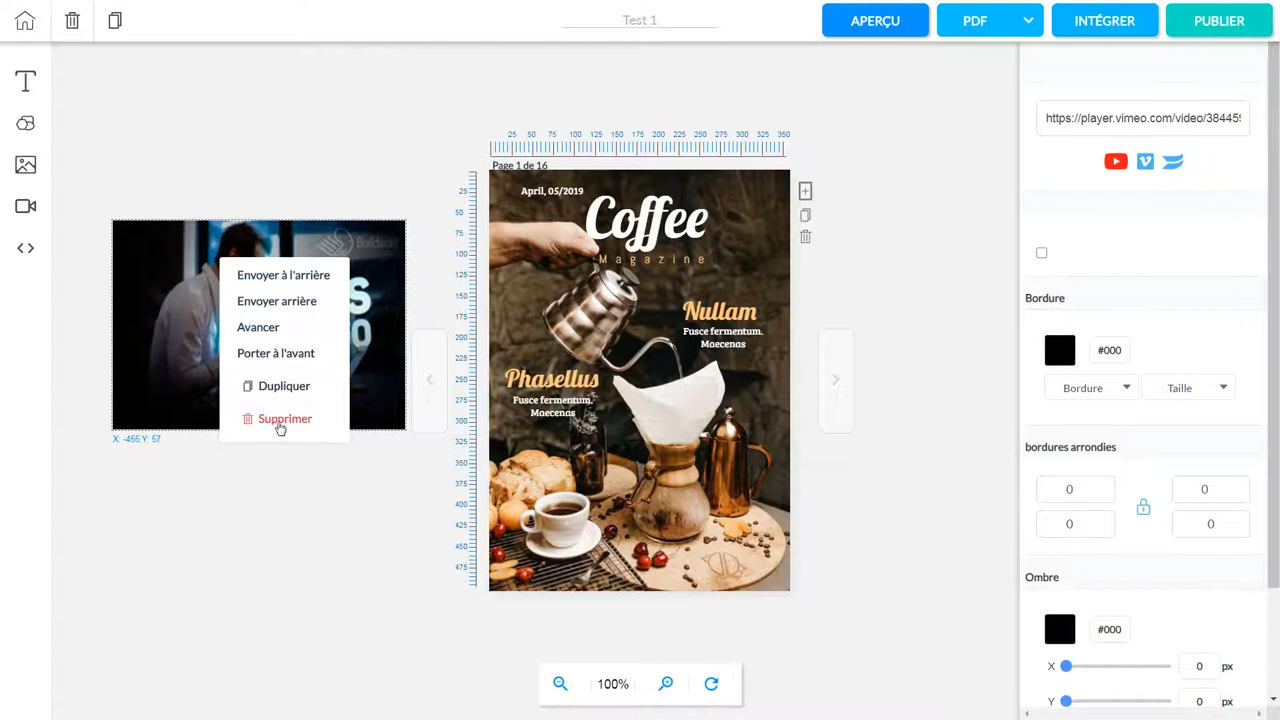 Test 1
APERÇU
PDF
INTÉGRER
PUBLIER
https://player.vimeo.com/video/38445
25 50 75 100 125 150 175 200 225 250 275 300 325 350
Page 1 de 16
25
50
75
100
125
150
175
200
225
250
275
300
325
350
375
400
425
450
475
April, 05/2019
Coffee
Magazine
Nullam
Fusce fermentum.
Maecenas
Phasellus
Fusce fermentum.
Maecenas
Envoyer à l'arrière
Envoyer arrière
Avancer
Porter à l'avant
Dupliquer
Supprimer
X: -455 Y: 57
Bordure
#000
Bordure
Taille
bordures arrondies
0
0
0
0
Ombre
#000
X 0 px
Y 0 px
100%